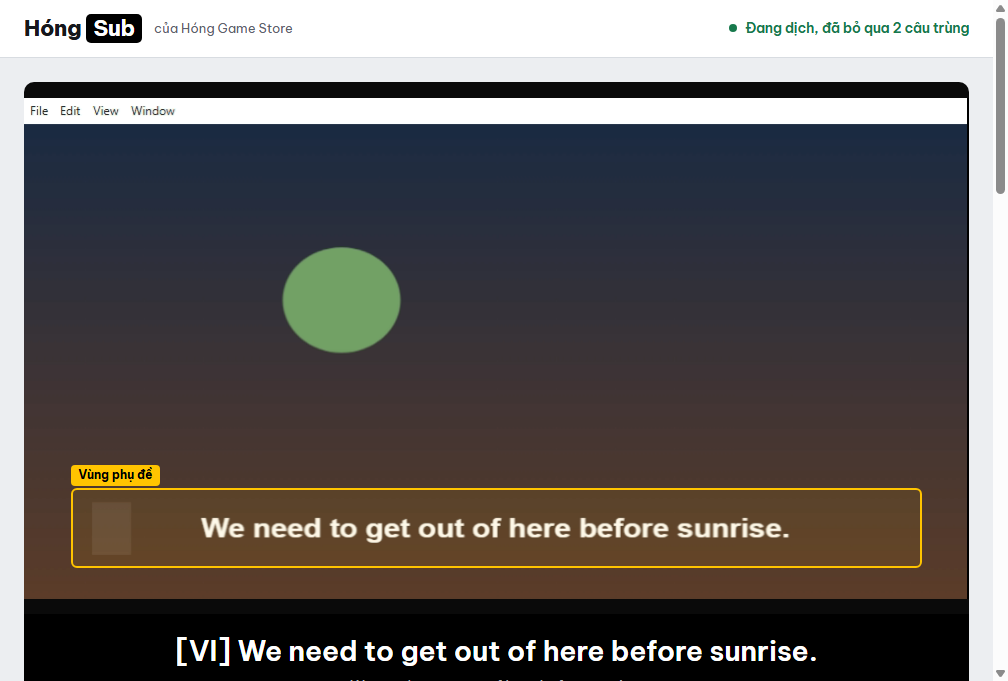 Hóng Sub của Hóng Game Store
Đang dịch, đã bỏ qua 2 câu trùng
File Edit View Window
Vùng phụ đề
We need to get out of here before sunrise.
[VI] We need to get out of here before sunrise.